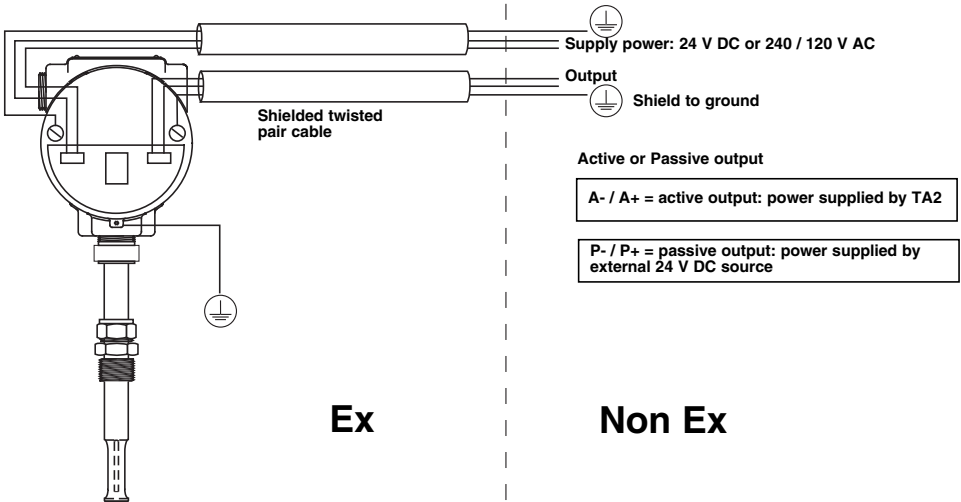 Supply power: 24 V DC or 240 / 120 V AC
Output
Shield to ground
Shielded twisted
pair cable
Active or Passive output
A- / A+ = active output: power supplied by TA2
P- / P+ = passive output: power supplied by
external 24 V DC source
Ex
Non Ex